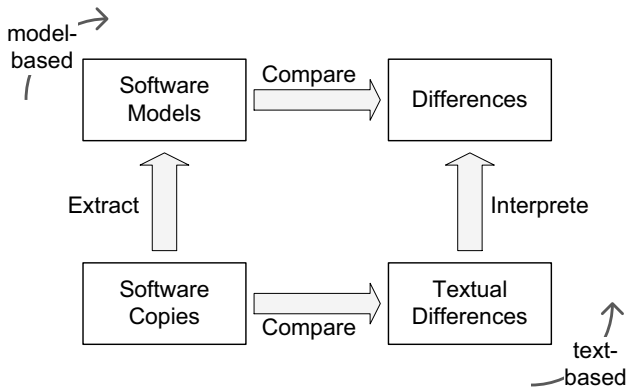 model-
based
Software
Models
Compare
Differences
Extract
Interprete
Software
Copies
Compare
Textual
Differences
text-
based